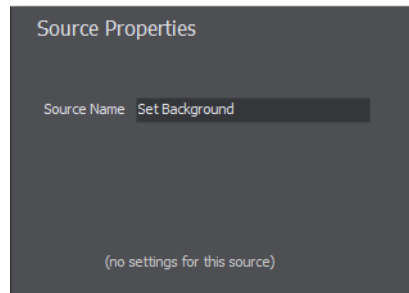 Source Properties
Source Name Set Background
(no settings for this source)